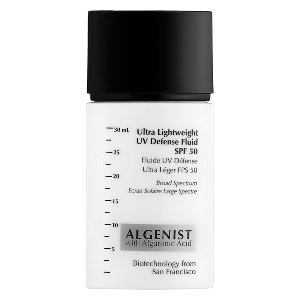 30 mL
Ultra Lightweight
UV Defense Fluid
SPF 50
25
Fluide UV Défense
Ultra Léger FPS 50
20
Broad Spectrum
Ecran Solaire Large Spectre
15
10
ALGENIST
with Alguronic Acid
5
Biotechnology from
San Francisco